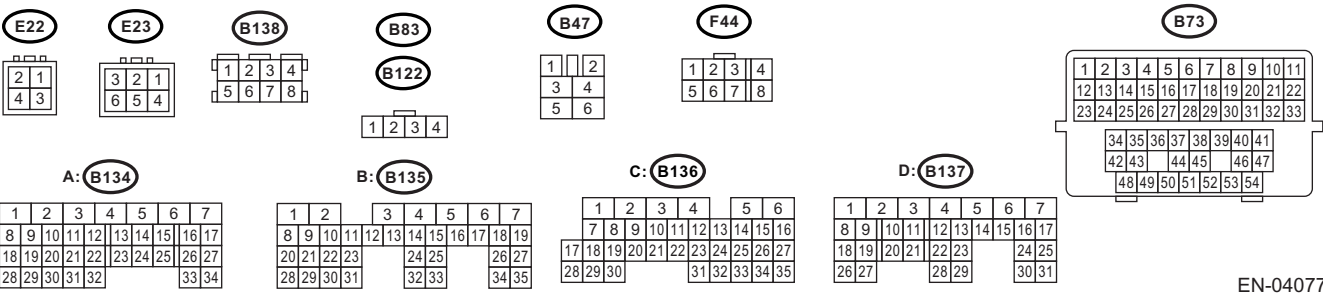 E22 E23 B138 B83 B47 F44 B73
B122
2 1
4 3
3 2 1
6 5 4
1 2 3 4
5 6 7 8
1 2 3 4
1 2
3 4
5 6
1 2 3 4
5 6 7 8
1 2 3 4 5 6 7 8 9 10 11
12 13 14 15 16 17 18 19 20 21 22
23 24 25 26 27 28 29 30 31 32 33
34 35 36 37 38 39 40 41
42 43 44 45 46 47
48 49 50 51 52 53 54
A: B134
1 2 3 4 5 6 7
8 9 10 11 12 13 14 15 16 17
18 19 20 21 22 23 24 25 26 27
28 29 30 31 32 33 34
B: B135
1 2 3 4 5 6 7
8 9 10 11 12 13 14 15 16 17 18 19
20 21 22 23 24 25 26 27
28 29 30 31 32 33 34 35
C: B136
1 2 3 4 5 6
7 8 9 10 11 12 13 14 15 16
17 18 19 20 21 22 23 24 25 26 27
28 29 30 31 32 33 34 35
D: B137
1 2 3 4 5 6 7
8 9 10 11 12 13 14 15 16 17
18 19 20 21 22 23 24 25
26 27 28 29 30 31
EN-04077